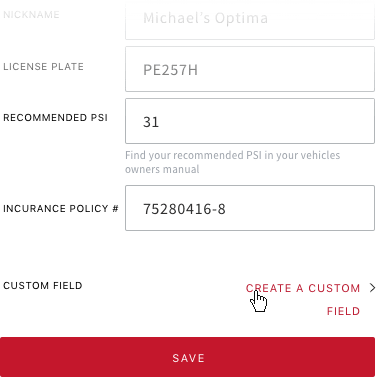 NICKNAME Michael's Optima
LICENSE PLATE PE257H
RECOMMENDED PSI 31
Find your recommended PSI in your vehicles
owners manual
INCURANCE POLICY # 75280416-8
CUSTOM FIELD CREATE A CUSTOM
FIELD
SAVE